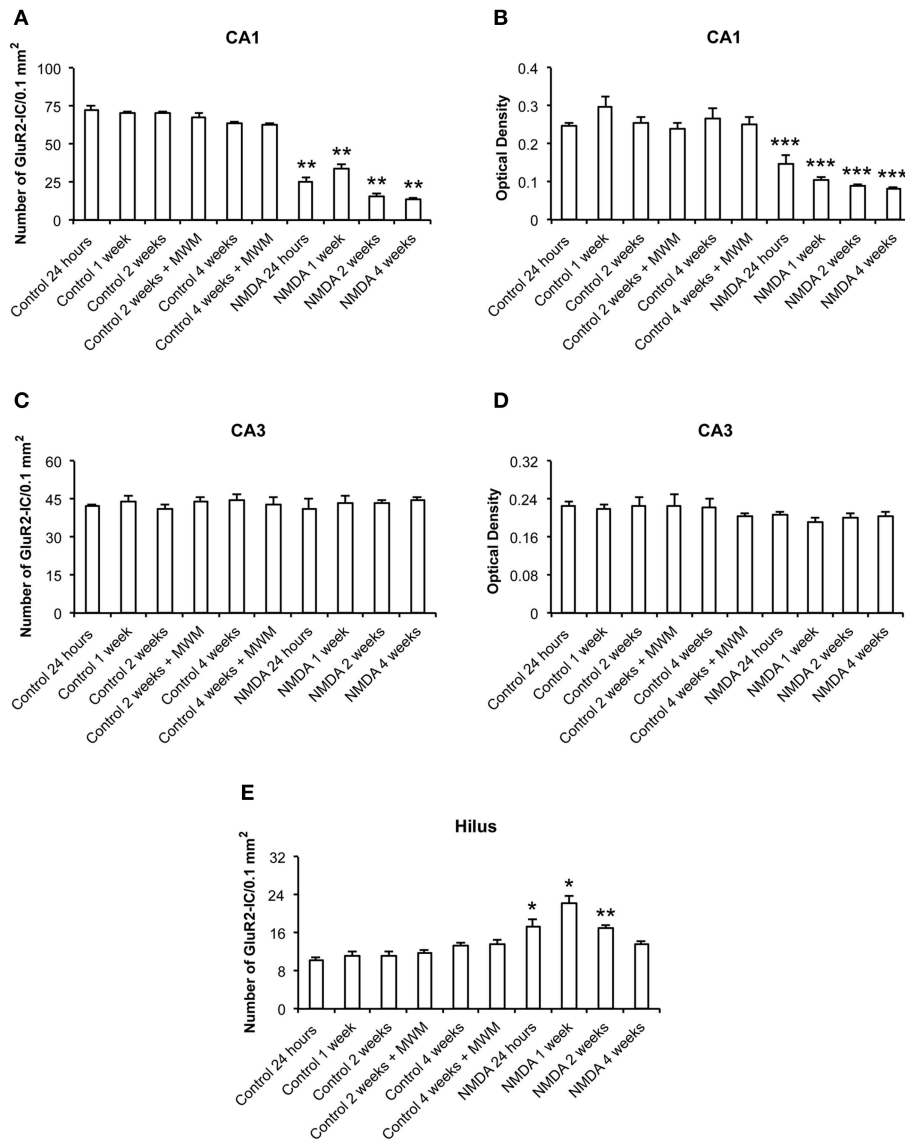 A
CA1
Number of GluR2-IC/0.1 mm²
100
75
50
25
0
**
**
**
**
Control 24 hours
Control 1 week
Control 2 weeks
Control 2 weeks + MWM
Control 4 weeks
Control 4 weeks + MWM
NMDA 24 hours
NMDA 1 week
NMDA 2 weeks
NMDA 4 weeks
B
CA1
Optical Density
0.4
0.3
0.2
0.1
0
***
***
***
***
Control 24 hours
Control 1 week
Control 2 weeks
Control 2 weeks + MWM
Control 4 weeks
Control 4 weeks + MWM
NMDA 24 hours
NMDA 1 week
NMDA 2 weeks
NMDA 4 weeks
C
CA3
Number of GluR2-IC/0.1 mm²
60
45
30
15
0
Control 24 hours
Control 1 week
Control 2 weeks
Control 2 weeks + MWM
Control 4 weeks
Control 4 weeks + MWM
NMDA 24 hours
NMDA 1 week
NMDA 2 weeks
NMDA 4 weeks
D
CA3
Optical Density
0.32
0.24
0.16
0.08
0
Control 24 hours
Control 1 week
Control 2 weeks
Control 2 weeks + MWM
Control 4 weeks
Control 4 weeks + MWM
NMDA 24 hours
NMDA 1 week
NMDA 2 weeks
NMDA 4 weeks
E
Hilus
Number of GluR2-IC/0.1 mm²
32
24
16
8
0
*
*
**
Control 24 hours
Control 1 week
Control 2 weeks
Control 2 weeks + MWM
Control 4 weeks
Control 4 weeks + MWM
NMDA 24 hours
NMDA 1 week
NMDA 2 weeks
NMDA 4 weeks